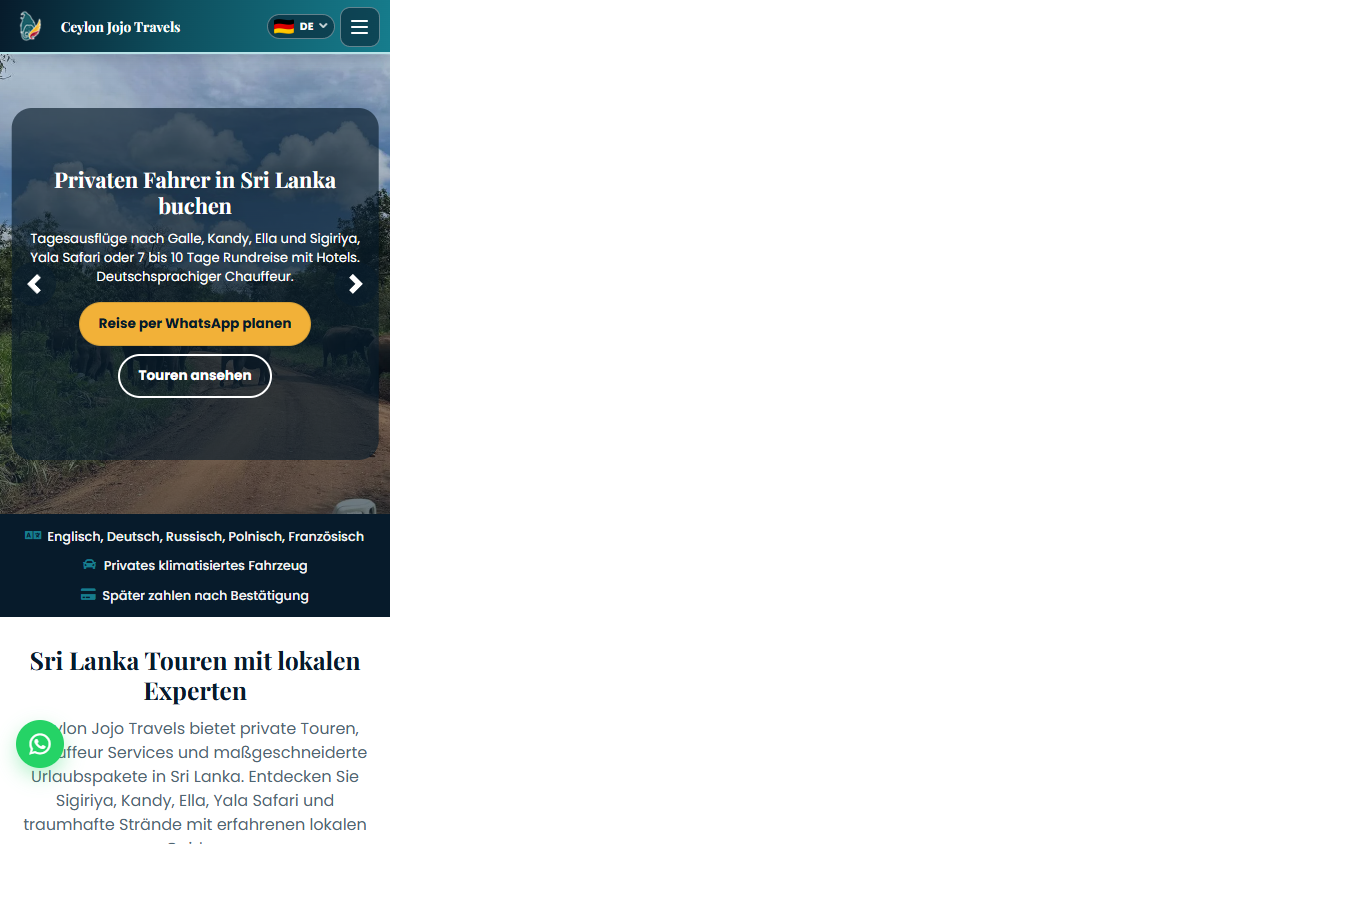 Ceylon Jojo Travels
DE
Privaten Fahrer in Sri Lanka
buchen
Tagesausflüge nach Galle, Kandy, Ella und Sigiriya,
Yala Safari oder 7 bis 10 Tage Rundreise mit Hotels.
Deutschsprachiger Chauffeur.
Reise per WhatsApp planen
Touren ansehen
Englisch, Deutsch, Russisch, Polnisch, Französisch
Privates klimatisiertes Fahrzeug
Später zahlen nach Bestätigung
Sri Lanka Touren mit lokalen
Experten
Jojo Travels bietet private Touren,
Services und maßgeschneiderte
Urlaubspakete in Sri Lanka. Entdecken Sie
Sigiriya, Kandy, Ella, Yala Safari und
traumhafte Strände mit erfahrenen lokalen